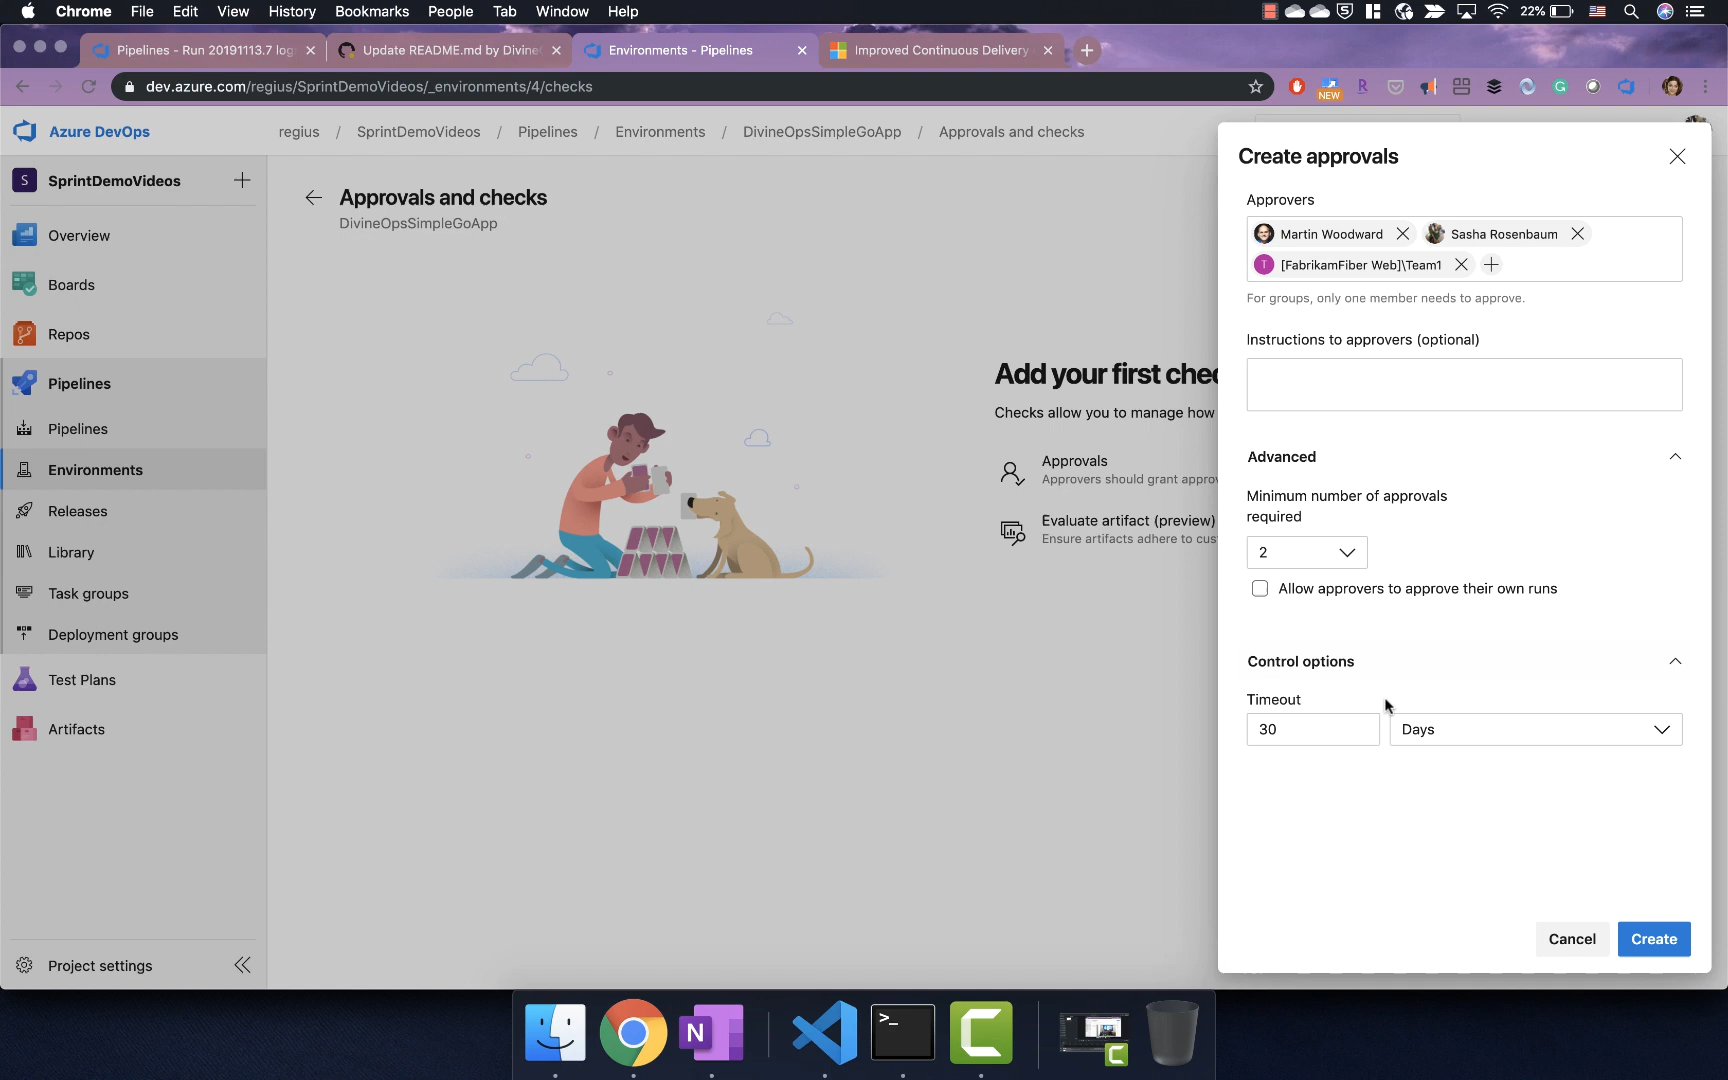 Chrome File Edit View History Bookmarks People Tab Window Help 22%
Pipelines - Run 20191113.7 log
Update README.md by Divine
Environments - Pipelines
Improved Continuous Delivery
dev.azure.com/regius/SprintDemoVideos/_environments/4/checks
NEW
R
G
Azure DevOps
regius / SprintDemoVideos / Pipelines / Environments / DivineOpsSimpleGoApp / Approvals and checks
S SprintDemoVideos
Overview
Boards
Repos
Pipelines
Pipelines
Environments
Releases
Library
Task groups
Deployment groups
Test Plans
Artifacts
Project settings
Approvals and checks
DivineOpsSimpleGoApp
Add your first chec
Checks allow you to manage how
Approvals
Approvers should grant approv
Evaluate artifact (preview)
Ensure artifacts adhere to cus
Create approvals
Approvers
Martin Woodward Sasha Rosenbaum
T [FabrikamFiber Web]\Team1
For groups, only one member needs to approve.
Instructions to approvers (optional)
Advanced
Minimum number of approvals
required
2
Allow approvers to approve their own runs
Control options
Timeout
30 Days
Cancel Create
N
>_
C
C